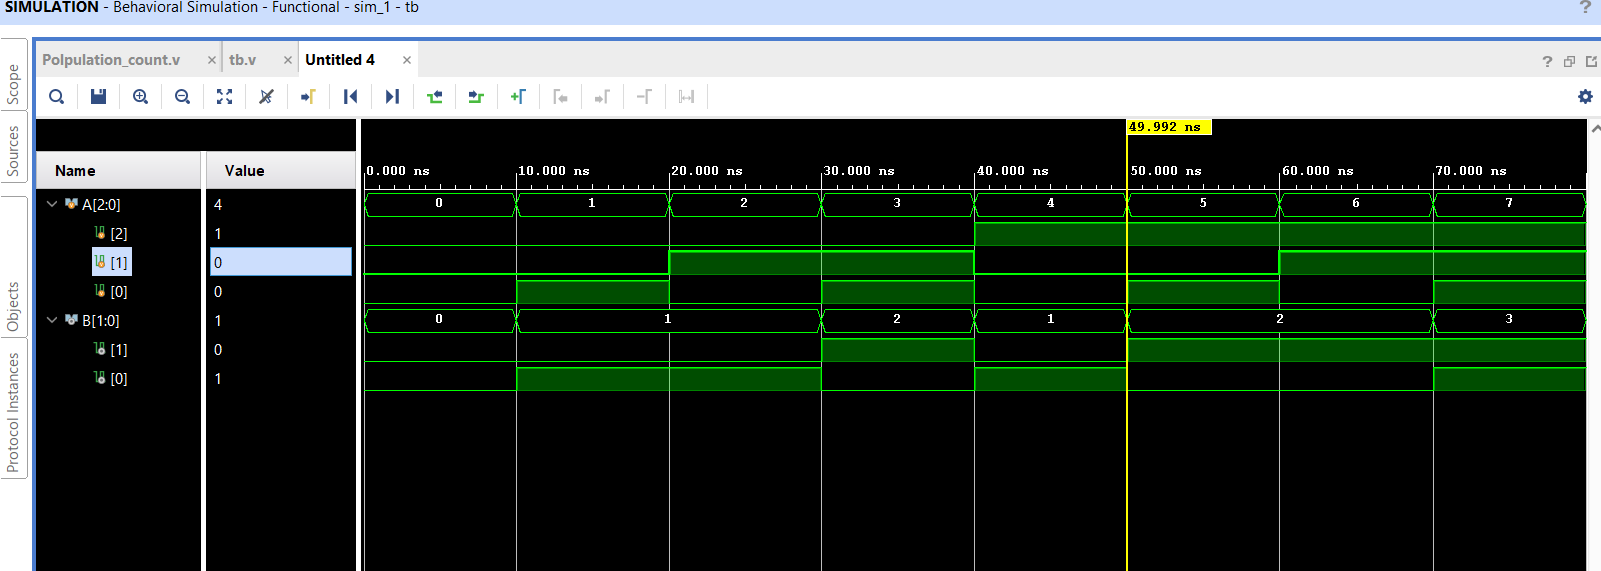 SIMULATION - Behavioral Simulation - Functional - sim_1 - tb ?
Polpulation_count.v × tb.v × Untitled 4 × ?
49.992 ns
Name Value 0.000 ns 10.000 ns 20.000 ns 30.000 ns 40.000 ns 50.000 ns 60.000 ns 70.000 ns
A[2:0] 4 0 1 2 3 4 5 6 7
[2] 1
[1] 0
[0] 0
B[1:0] 1 0 1 2 1 2 3
[1] 0
[0] 1
Scope
Sources
Objects
Protocol Instances